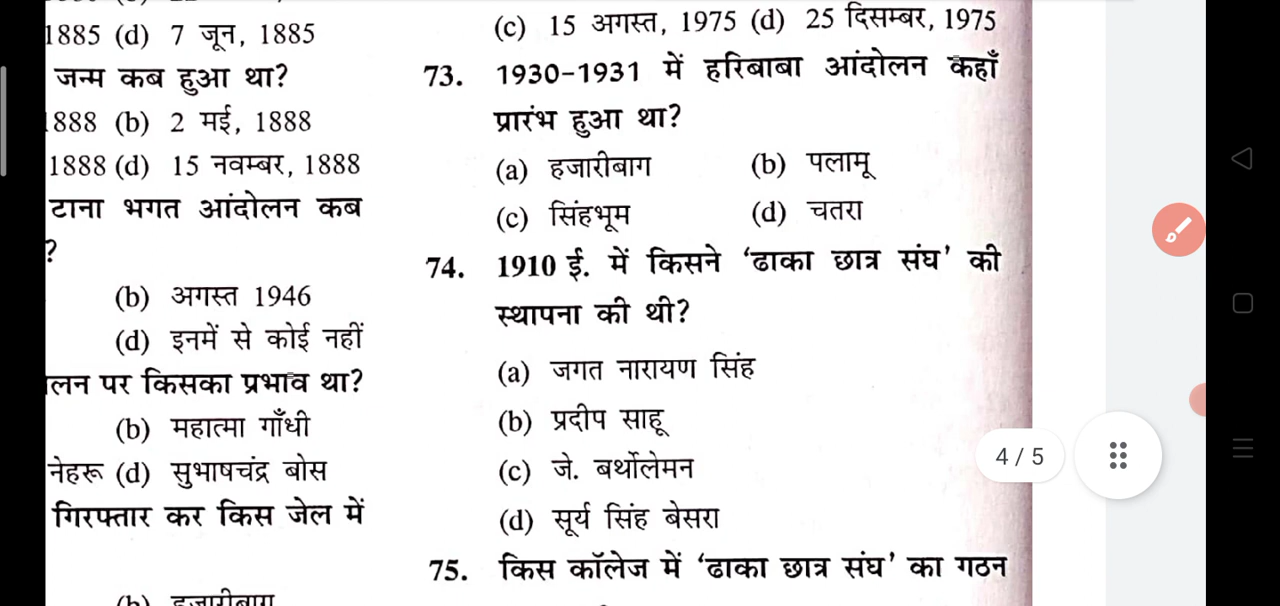 1885 (d) 7 जून, 1885
जन्म कब हुआ था?
1888 (b) 2 मई, 1888
1888 (d) 15 नवम्बर, 1888
टाना भगत आंदोलन कब
?
(b) अगस्त 1946
(d) इनमें से कोई नहीं
पर किसका प्रभाव था?
(b) महात्मा गाँधी
नेहरू (d) सुभाषचंद्र बोस
गिरफ्तार कर किस जेल में
(b) हजारीबाग
(c) 15 अगस्त, 1975 (d) 25 दिसम्बर, 1975
73. 1930-1931 में हरिबाबा आंदोलन कहाँ
प्रारंभ हुआ था?
(a) हजारीबाग (b) पलामू
(c) सिंहभूम (d) चतरा
74. 1910 ई. में किसने ‘ढाका छात्र संघ’ की
स्थापना की थी?
(a) जगत नारायण सिंह
(b) प्रदीप साहू
(c) जे. बर्थोलेमन
(d) सूर्य सिंह बेसरा
75. किस कॉलेज में ‘ढाका छात्र संघ’ का गठन
4 / 5